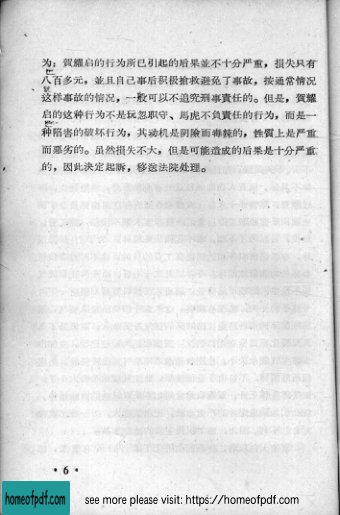 为：賀耀启的行为所已引起的后果並不十分严重，損失只有
八百多元，並且自己事后积极搶救避免了事故，按通常情况
这样事故的情况，一般可以不追究刑事責任的。但是，賀耀
启的这种行为不是玩忽职守、馬虎不負責任的行为，而是一
种陷害的破坏行为，其动机是阴险而毒辣的，性質上是严重
而恶劣的。虽然損失不大，但是可能造成的后果是十分严重
的，因此决定起訴，移送法院处理。
· 6 ·
homeofpdf.com
see more please visit: https://homeofpdf.com